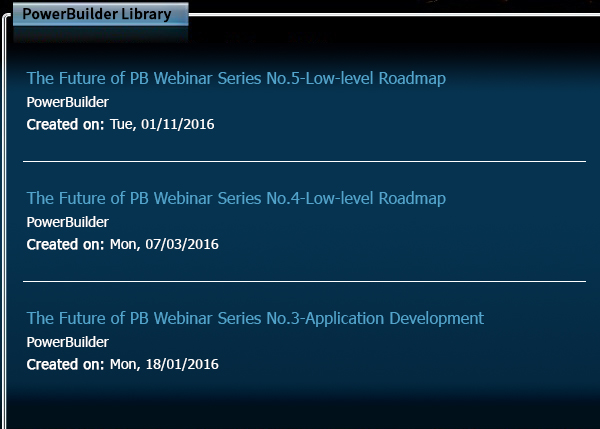 PowerBuilder Library
The Future of PB Webinar Series No.5-Low-level Roadmap
PowerBuilder
Created on: Tue, 01/11/2016
The Future of PB Webinar Series No.4-Low-level Roadmap
PowerBuilder
Created on: Mon, 07/03/2016
The Future of PB Webinar Series No.3-Application Development
PowerBuilder
Created on: Mon, 18/01/2016